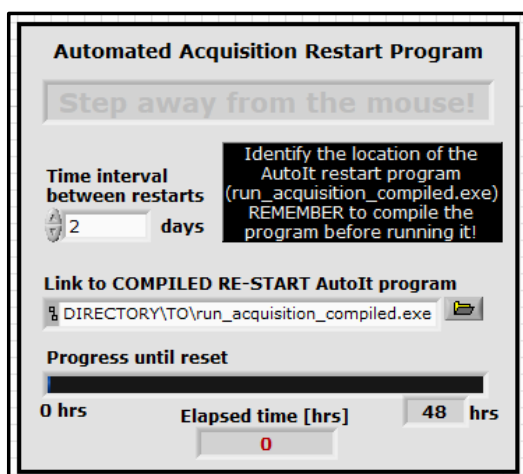 Automated Acquisition Restart Program
Step away from the mouse!
Time interval
between restarts
2 days
Identify the location of the
AutoIt restart program
(run_acquisition_compiled.exe)
REMEMBER to compile the
program before running it!
Link to COMPILED RE-START AutoIt program
DIRECTORY\TO\run_acquisition_compiled.exe
Progress until reset
0 hrs
48 hrs
Elapsed time [hrs]
0